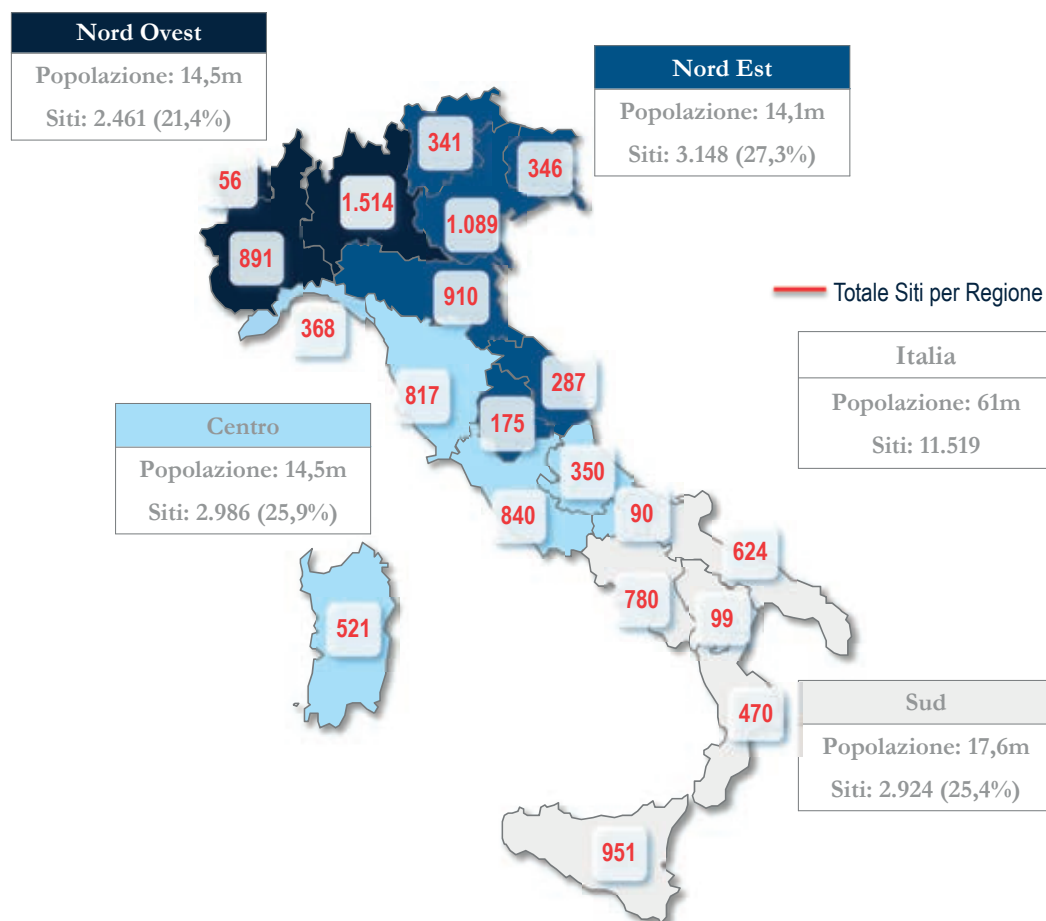 Nord Ovest
Popolazione: 14,5m
Siti: 2.461 (21,4%)
Nord Est
Popolazione: 14,1m
Siti: 3.148 (27,3%)
341
346
56
1.514
1.089
891
910
Totale Siti per Regione
368
Italia
Popolazione: 61m
Siti: 11.519
287
817
175
Centro
Popolazione: 14,5m
Siti: 2.986 (25,9%)
350
840
90
624
780
99
521
Sud
Popolazione: 17,6m
Siti: 2.924 (25,4%)
470
951